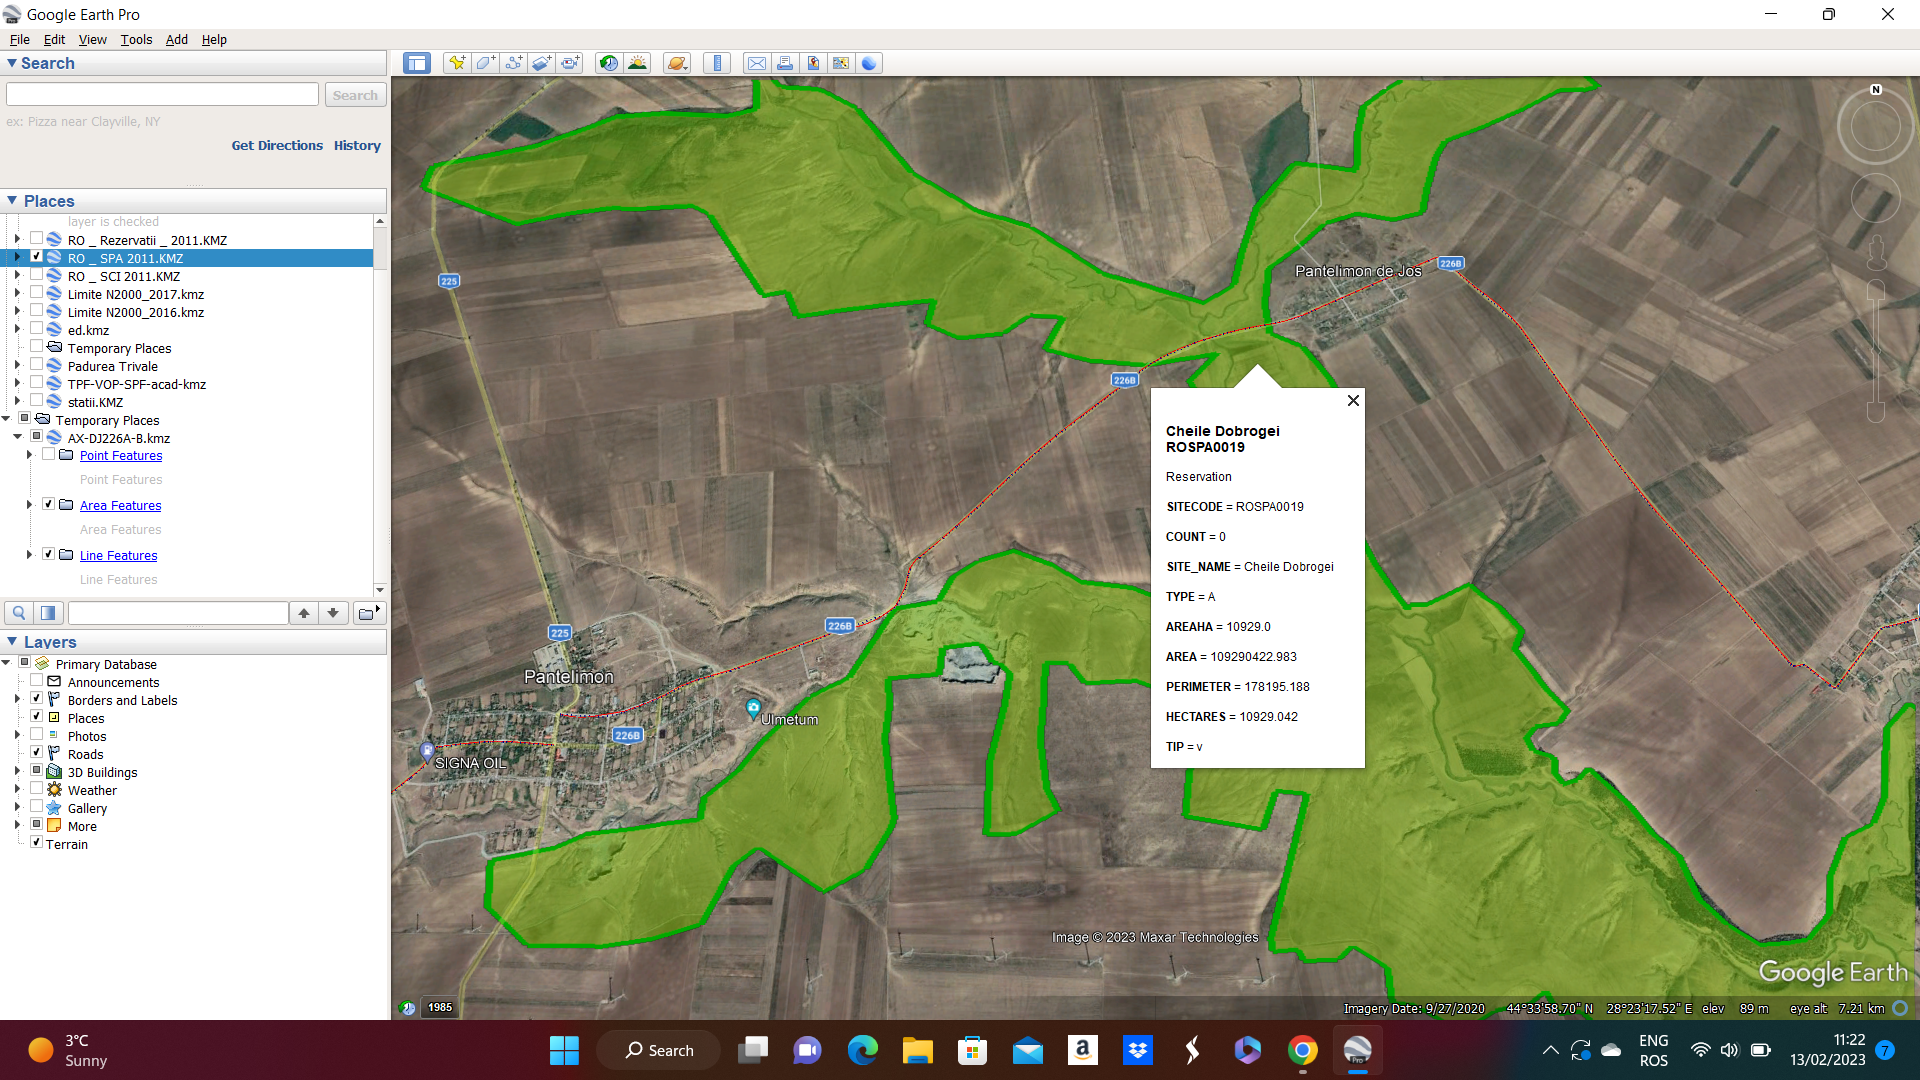 Google Earth Pro
File Edit View Tools Add Help
Search
Search
ex: Pizza near Clayville, NY
Get Directions History
Places
layer is checked
RO _ Rezervatii _ 2011.KMZ
RO _ SPA 2011.KMZ
RO _ SCI 2011.KMZ
Limite N2000_2017.kmz
Limite N2000_2016.kmz
ed.kmz
Temporary Places
Padurea Trivale
TPF-VOP-SPF-acad-kmz
statii.KMZ
Temporary Places
AX-DJ226A-B.kmz
Point Features
Point Features
Area Features
Area Features
Line Features
Line Features
Layers
Primary Database
Announcements
Borders and Labels
Places
Photos
Roads
3D Buildings
Weather
Gallery
More
Terrain
N
225
Pantelimon de Jos
226B
226B
Cheile Dobrogei
ROSPA0019
Reservation
SITECODE = ROSPA0019
COUNT = 0
SITE_NAME = Cheile Dobrogei
TYPE = A
AREAHA = 10929.0
AREA = 109290422.983
PERIMETER = 178195.188
HECTARES = 10929.042
TIP = v
226B
225
Pantelimon
Ulmetum
226B
SIGNA OIL
Image © 2023 Maxar Technologies
Google Earth
1985
Imagery Date: 9/27/2020 44°33'58.70" N 28°23'17.52" E elev 89 m eye alt 7.21 km
3°C
Sunny
Search
a
Pro
ENG
ROS
11:22
13/02/2023
7